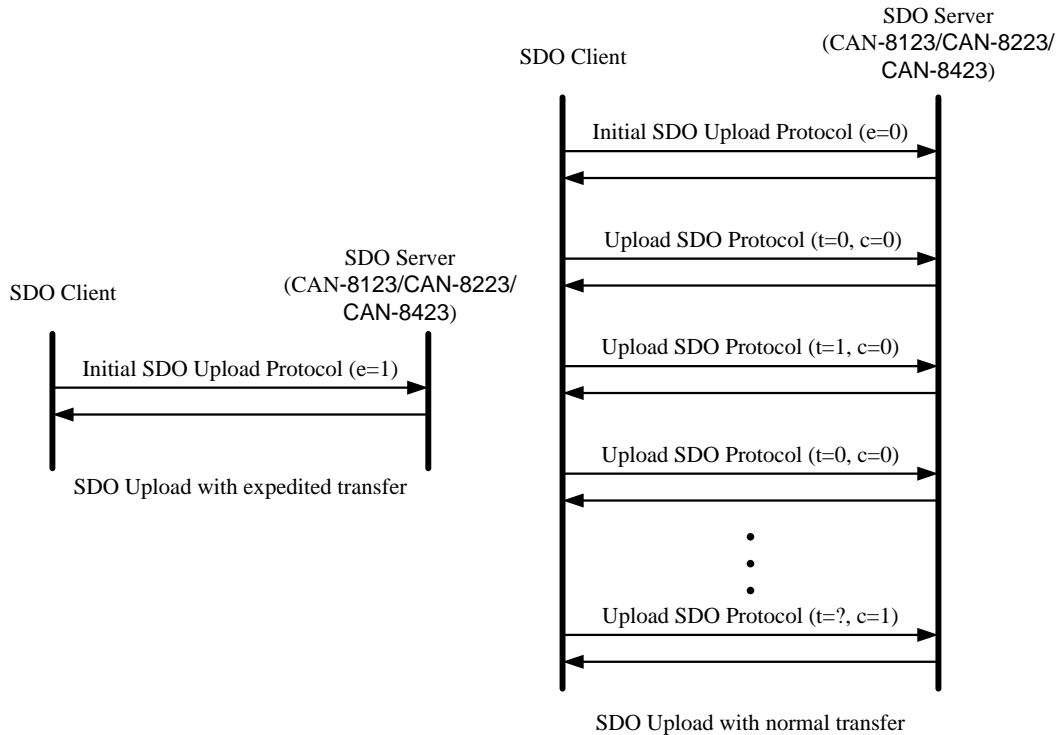 SDO Client
SDO Server
(CAN-8123/CAN-8223/
CAN-8423)
Initial SDO Upload Protocol (e=1)
SDO Upload with expedited transfer
SDO Client
SDO Server
(CAN-8123/CAN-8223/
CAN-8423)
Initial SDO Upload Protocol (e=0)
Upload SDO Protocol (t=0, c=0)
Upload SDO Protocol (t=1, c=0)
Upload SDO Protocol (t=0, c=0)
Upload SDO Protocol (t=?, c=1)
SDO Upload with normal transfer